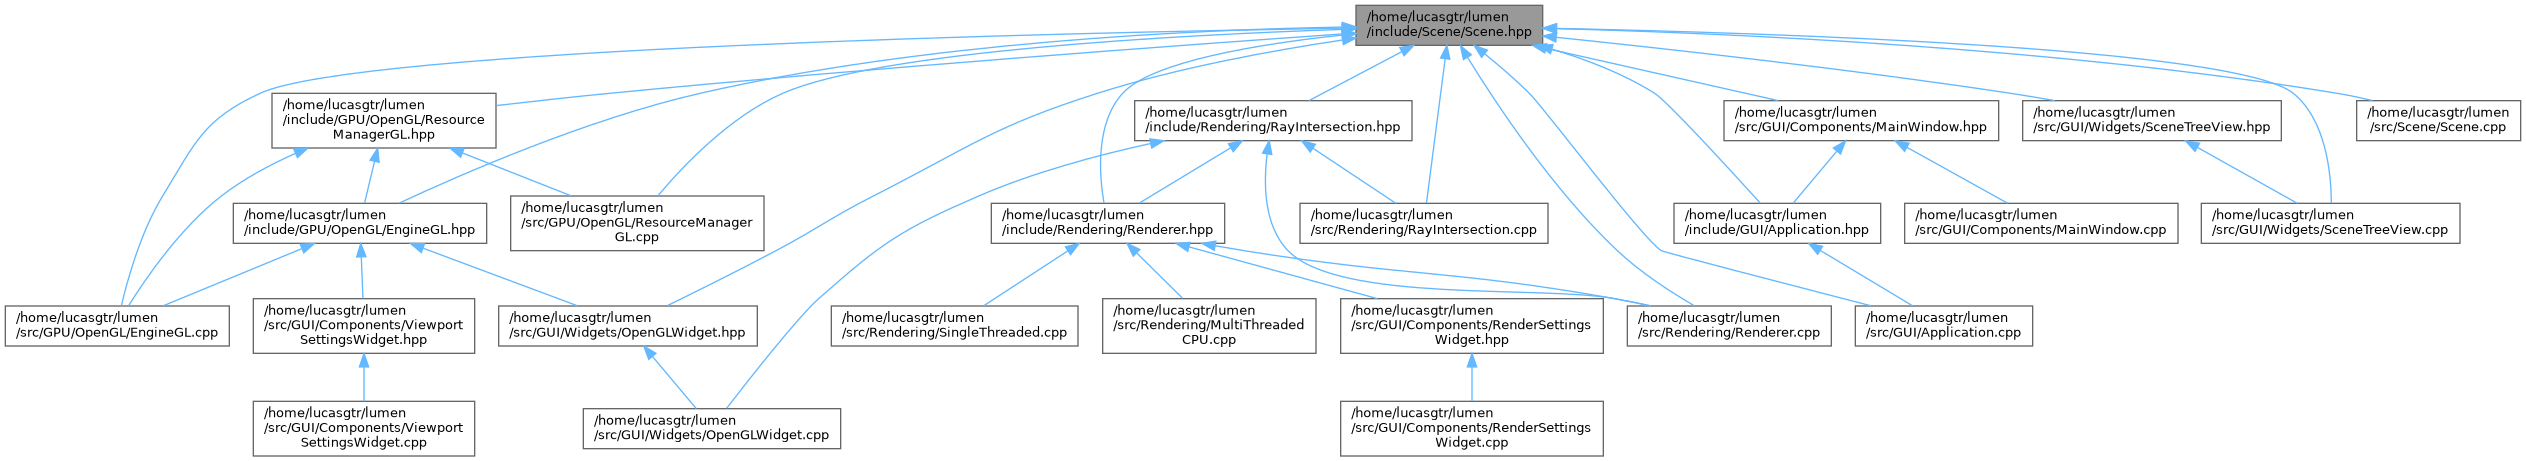 /home/lucasgtr/lumen
/include/Scene/Scene.hpp
/home/lucasgtr/lumen
/include/GPU/OpenGL/Resource
ManagerGL.hpp
/home/lucasgtr/lumen
/include/Rendering/RayIntersection.hpp
/home/lucasgtr/lumen
/src/GUI/Components/MainWindow.hpp
/home/lucasgtr/lumen
/src/GUI/Widgets/SceneTreeView.hpp
/home/lucasgtr/lumen
/src/Scene/Scene.cpp
/home/lucasgtr/lumen
/include/GPU/OpenGL/EngineGL.hpp
/home/lucasgtr/lumen
/src/GPU/OpenGL/ResourceManager
GL.cpp
/home/lucasgtr/lumen
/include/Rendering/Renderer.hpp
/home/lucasgtr/lumen
/src/Rendering/RayIntersection.cpp
/home/lucasgtr/lumen
/include/GUI/Application.hpp
/home/lucasgtr/lumen
/src/GUI/Components/MainWindow.cpp
/home/lucasgtr/lumen
/src/GUI/Widgets/SceneTreeView.cpp
/home/lucasgtr/lumen
/src/GPU/OpenGL/EngineGL.cpp
/home/lucasgtr/lumen
/src/GUI/Components/Viewport
SettingsWidget.hpp
/home/lucasgtr/lumen
/src/GUI/Widgets/OpenGLWidget.hpp
/home/lucasgtr/lumen
/src/Rendering/SingleThreaded.cpp
/home/lucasgtr/lumen
/src/Rendering/MultiThreaded
CPU.cpp
/home/lucasgtr/lumen
/src/GUI/Components/RenderSettings
Widget.hpp
/home/lucasgtr/lumen
/src/Rendering/Renderer.cpp
/home/lucasgtr/lumen
/src/GUI/Application.cpp
/home/lucasgtr/lumen
/src/GUI/Components/Viewport
SettingsWidget.cpp
/home/lucasgtr/lumen
/src/GUI/Widgets/OpenGLWidget.cpp
/home/lucasgtr/lumen
/src/GUI/Components/RenderSettings
Widget.cpp